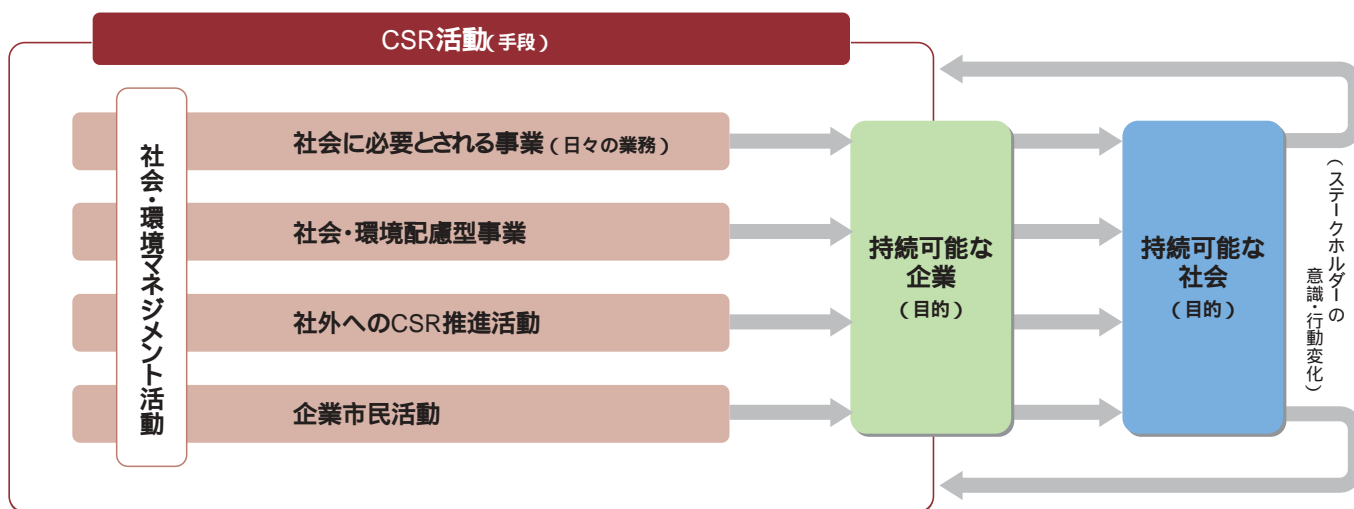 CSR活動(手段)
社会・環境マネジメント活動
社会に必要とされる事業(日々の業務)
社会・環境配慮型事業
社外へのCSR推進活動
企業市民活動
持続可能な
企業
(目的)
持続可能な
社会
(目的)
(ステークホルダーの
意識・行動変化)